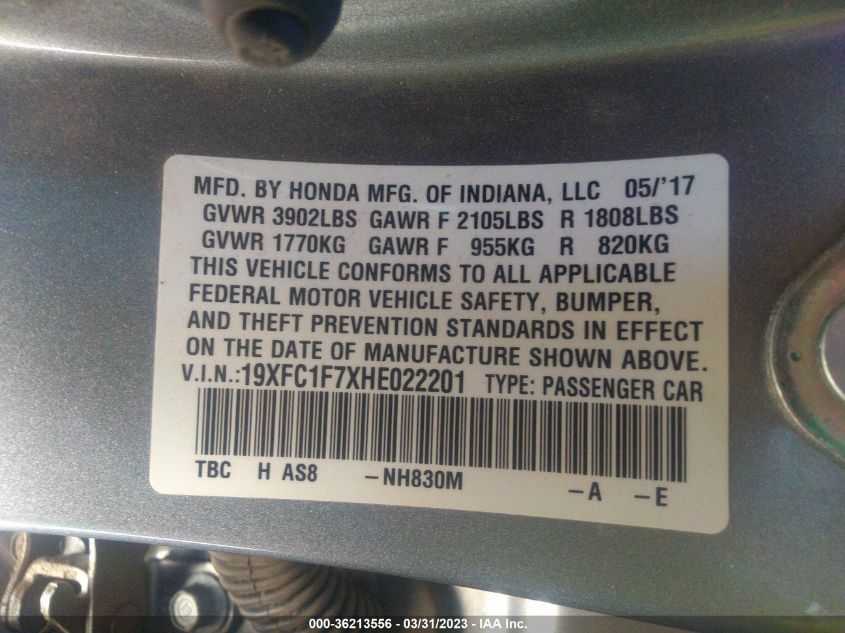 MFD. BY HONDA MFG. OF INDIANA, LLC 05/'17
GVWR 3902LBS GAWR F 2105LBS R 1808LBS
GVWR 1770KG GAWR F 955KG R 820KG
THIS VEHICLE CONFORMS TO ALL APPLICABLE
FEDERAL MOTOR VEHICLE SAFETY, BUMPER,
AND THEFT PREVENTION STANDARDS IN EFFECT
ON THE DATE OF MANUFACTURE SHOWN ABOVE.
V.I.N.:19XFC1F7XHE022201 TYPE: PASSENGER CAR
TBC H AS8 -NH830M -A -E
000-36213556 - 03/31/2023 - IAA Inc.